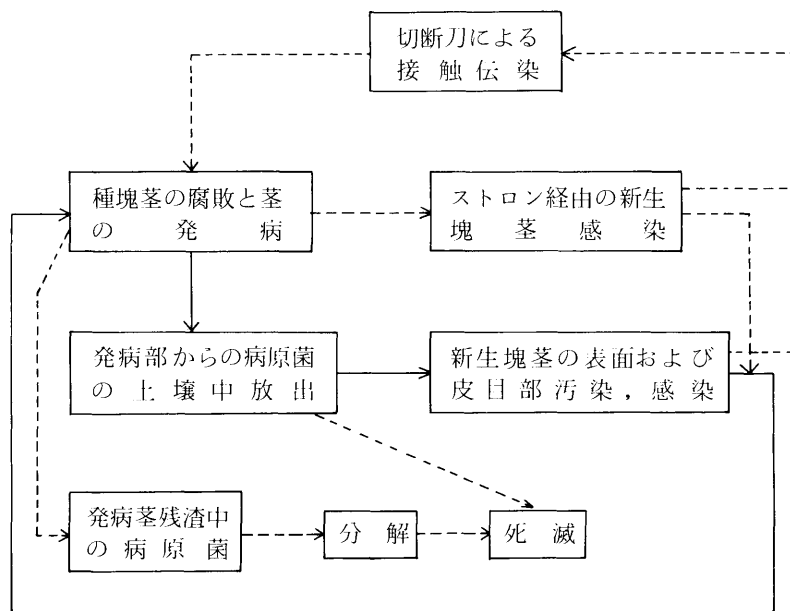 切断刀による
接触伝染
種塊茎の腐敗と茎
の発病
ストロン経由の新生
塊茎感染
発病部からの病原菌
の土壌中放出
新生塊茎の表面および
皮目部汚染，感染
発病茎残渣中
の病原菌
分解
死滅